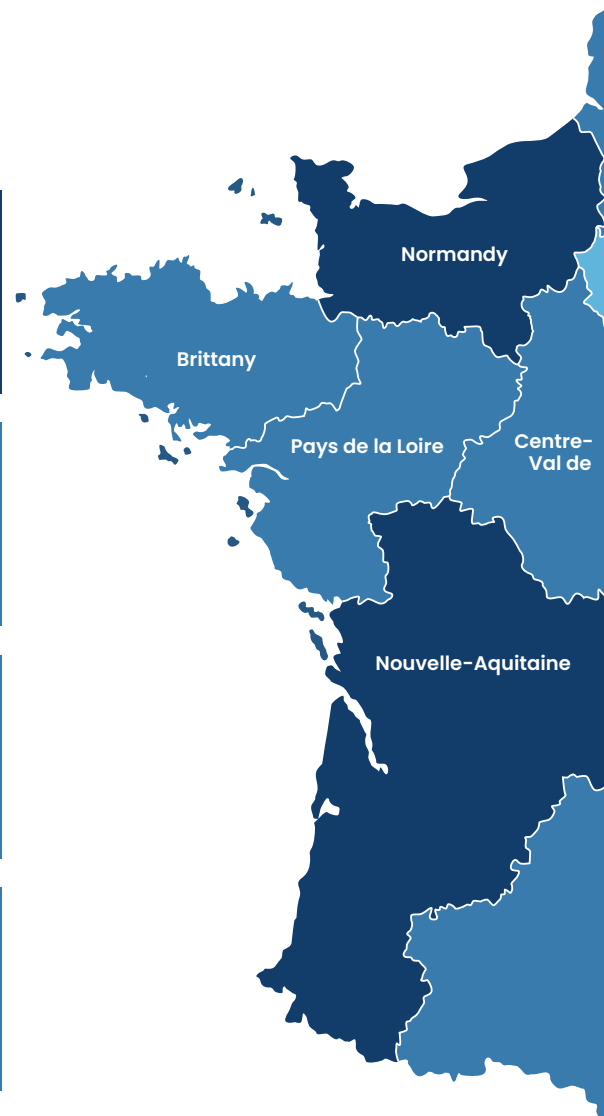 Normandy
Brittany
Pays de la Loire
Centre-
Val de
Nouvelle-Aquitaine